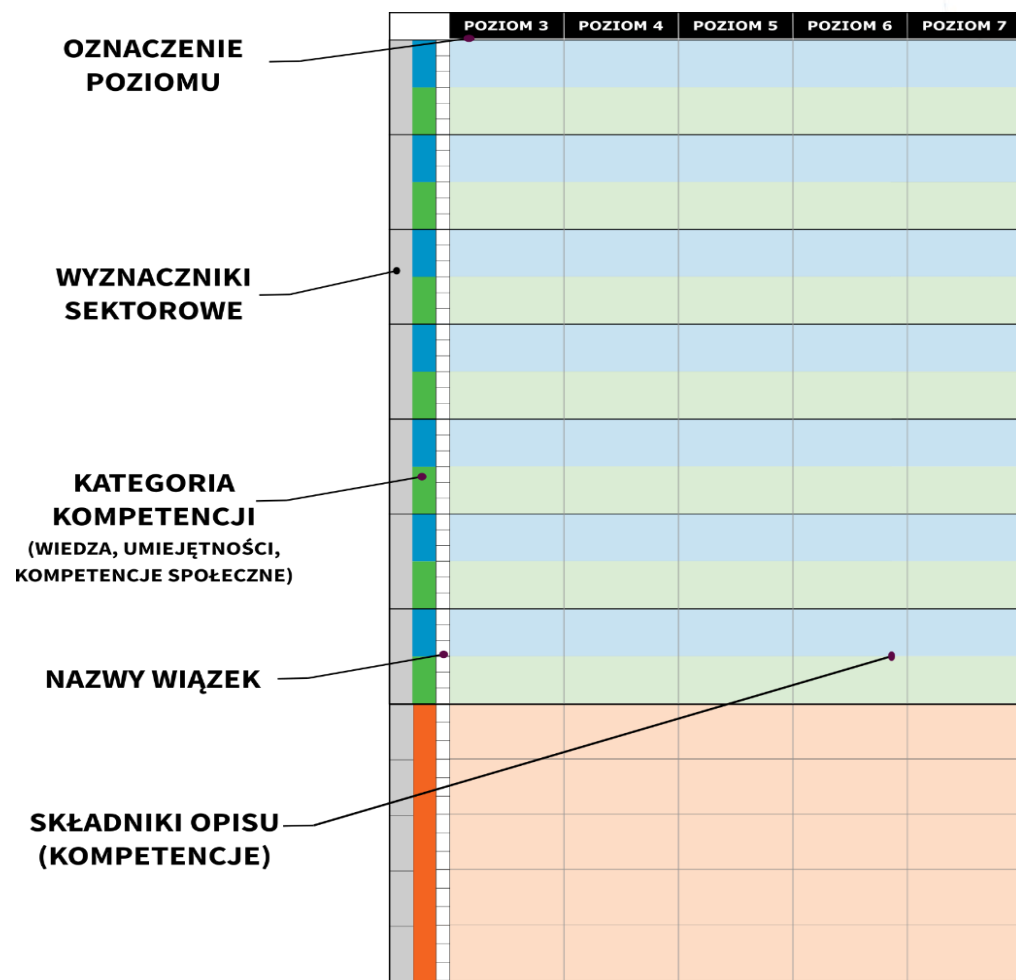 POZIOM 3 POZIOM 4 POZIOM 5 POZIOM 6 POZIOM 7
OZNACZENIE
POZIOMU
WYZNACZNIKI
SEKTOROWE
KATEGORIA
KOMPETENCJI
(WIEDZA, UMIEJĘTNOŚCI,
KOMPETENCJE SPOŁECZNE)
NAZWY WIĄZEK
SKŁADNIKI OPISU
(KOMPETENCJE)